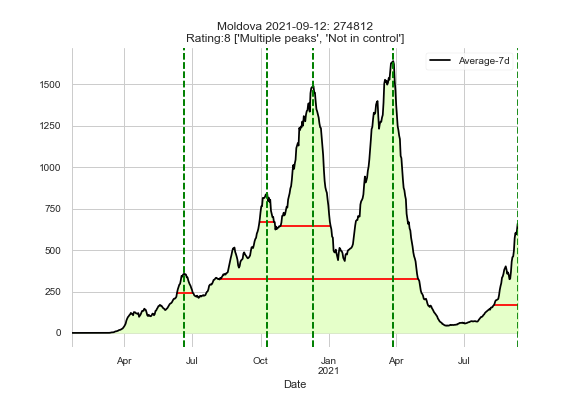 Moldova 2021-09-12: 274812
Rating:8 ['Multiple peaks', 'Not in control']
Average-7d
1500
1250
1000
750
500
250
0
Apr Jul Oct Jan Apr Jul
2021
Date